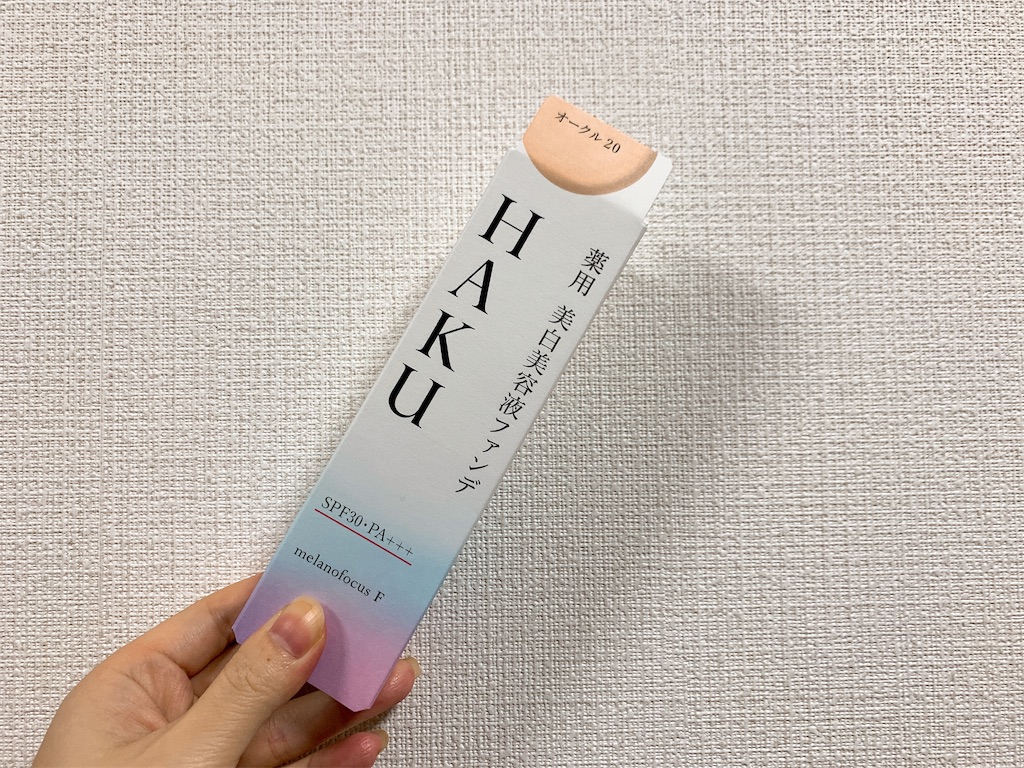 オークル20
HAKU
薬用 美白美容液ファンデ
SPF30・PA+++
melanofocus F